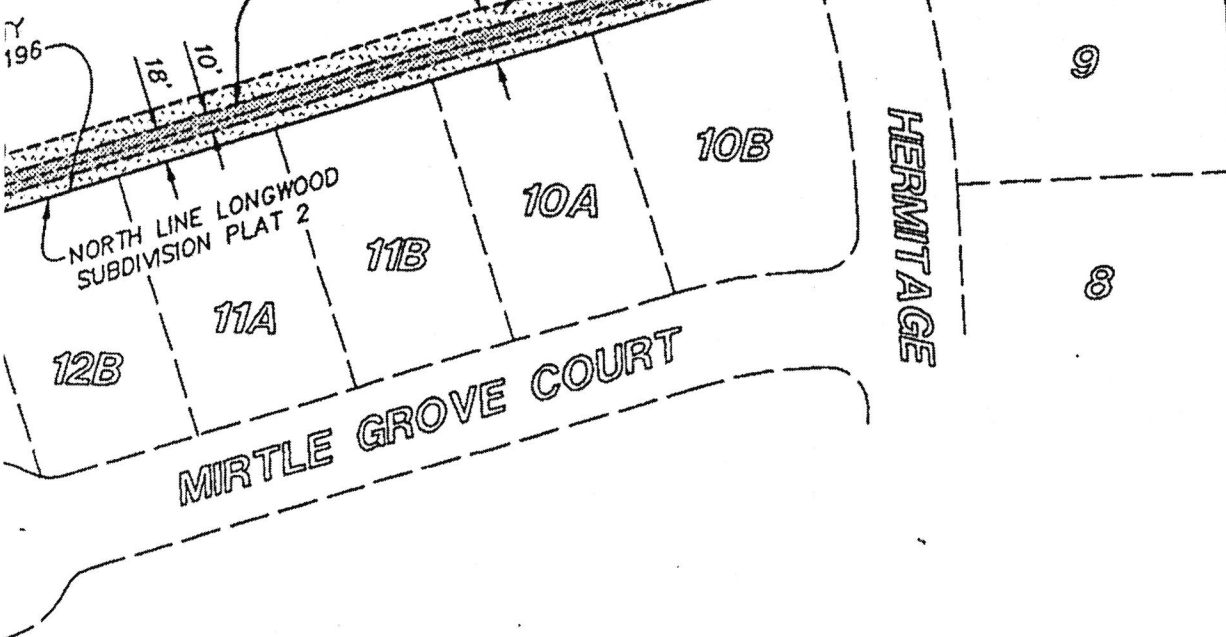 196
18'
10'
NORTH LINE LONGWOOD
SUBDIVISION PLAT 2
12B
11A
11B
10A
10B
9
8
HERMITAGE
MIRTLE GROVE COURT